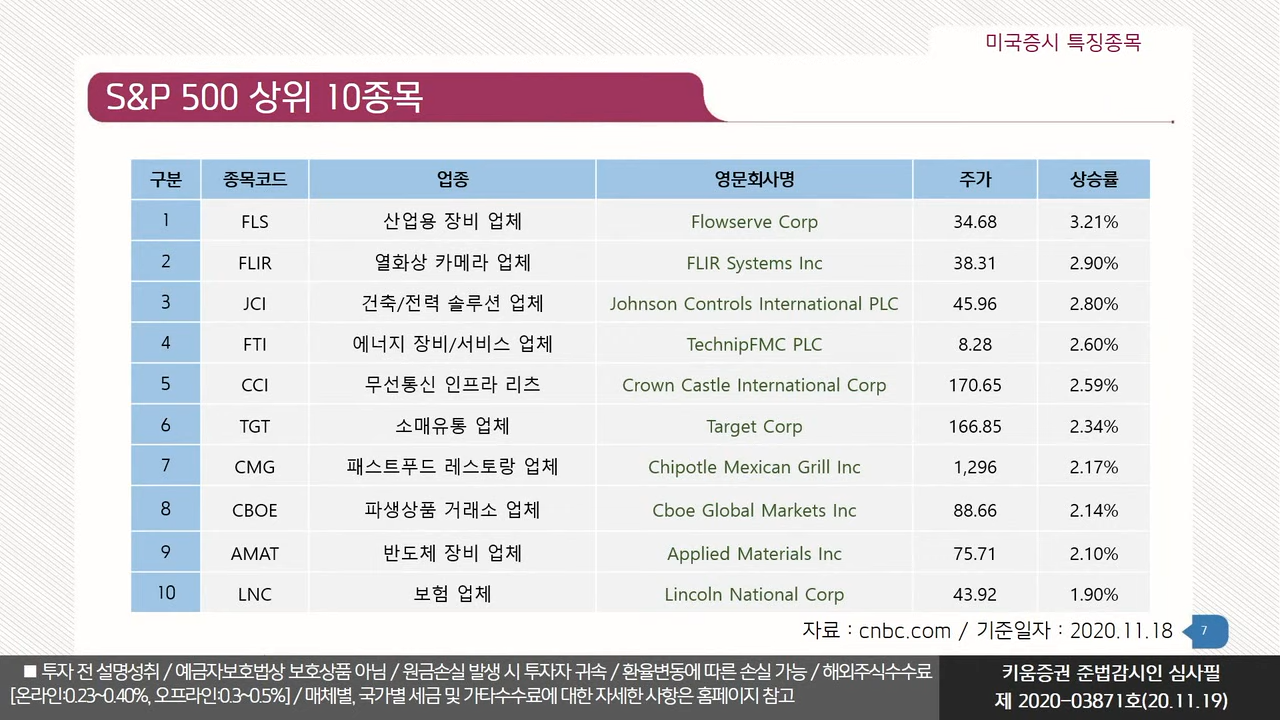 미국증시 특징종목
S&P 500 상위 10종목
구분 종목코드 업종 영문회사명 주가 상승률
1 FLS 산업용 장비 업체 Flowserve Corp 34.68 3.21%
2 FLIR 열화상 카메라 업체 FLIR Systems Inc 38.31 2.90%
3 JCI 건축/전력 솔루션 업체 Johnson Controls International PLC 45.96 2.80%
4 FTI 에너지 장비/서비스 업체 TechnipFMC PLC 8.28 2.60%
5 CCI 무선통신 인프라 리츠 Crown Castle International Corp 170.65 2.59%
6 TGT 소매유통 업체 Target Corp 166.85 2.34%
7 CMG 패스트푸드 레스토랑 업체 Chipotle Mexican Grill Inc 1,296 2.17%
8 CBOE 파생상품 거래소 업체 Cboe Global Markets Inc 88.66 2.14%
9 AMAT 반도체 장비 업체 Applied Materials Inc 75.71 2.10%
10 LNC 보험 업체 Lincoln National Corp 43.92 1.90%
자료 : cnbc.com / 기준일자 : 2020.11.18 7
■ 투자 전 설명성취 / 예금자보호법상 보호상품 아님 / 원금손실 발생 시 투자자 귀속 / 환율변동에 따른 손실 가능 / 해외주식수수료
[온라인:0.23~0.40%, 오프라인:0.3~0.5%] / 매체별, 국가별 세금 및 기타수수료에 대한 자세한 사항은 홈페이지 참고
키움증권 준법감시인 심사필
제 2020-03871호(20.11.19)